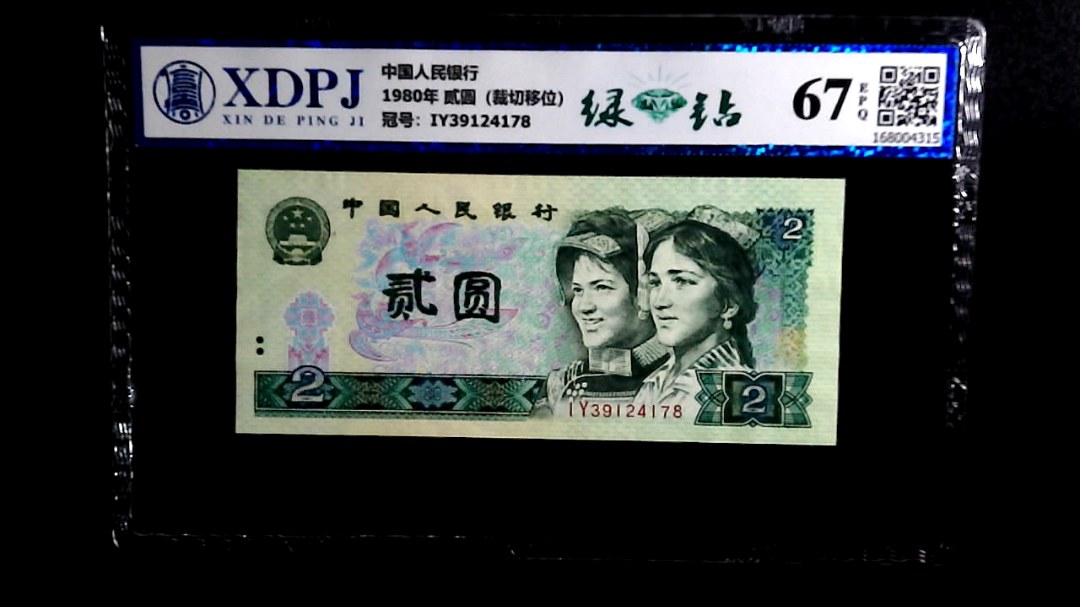 XDPJ
XIN DE PING JI
中国人民银行
1980年 贰圆 (裁切移位)
冠号: IY39124178
绿钻
67
EPQ
168004315
中国人民银行
2
贰圆
2
IY39124178
2